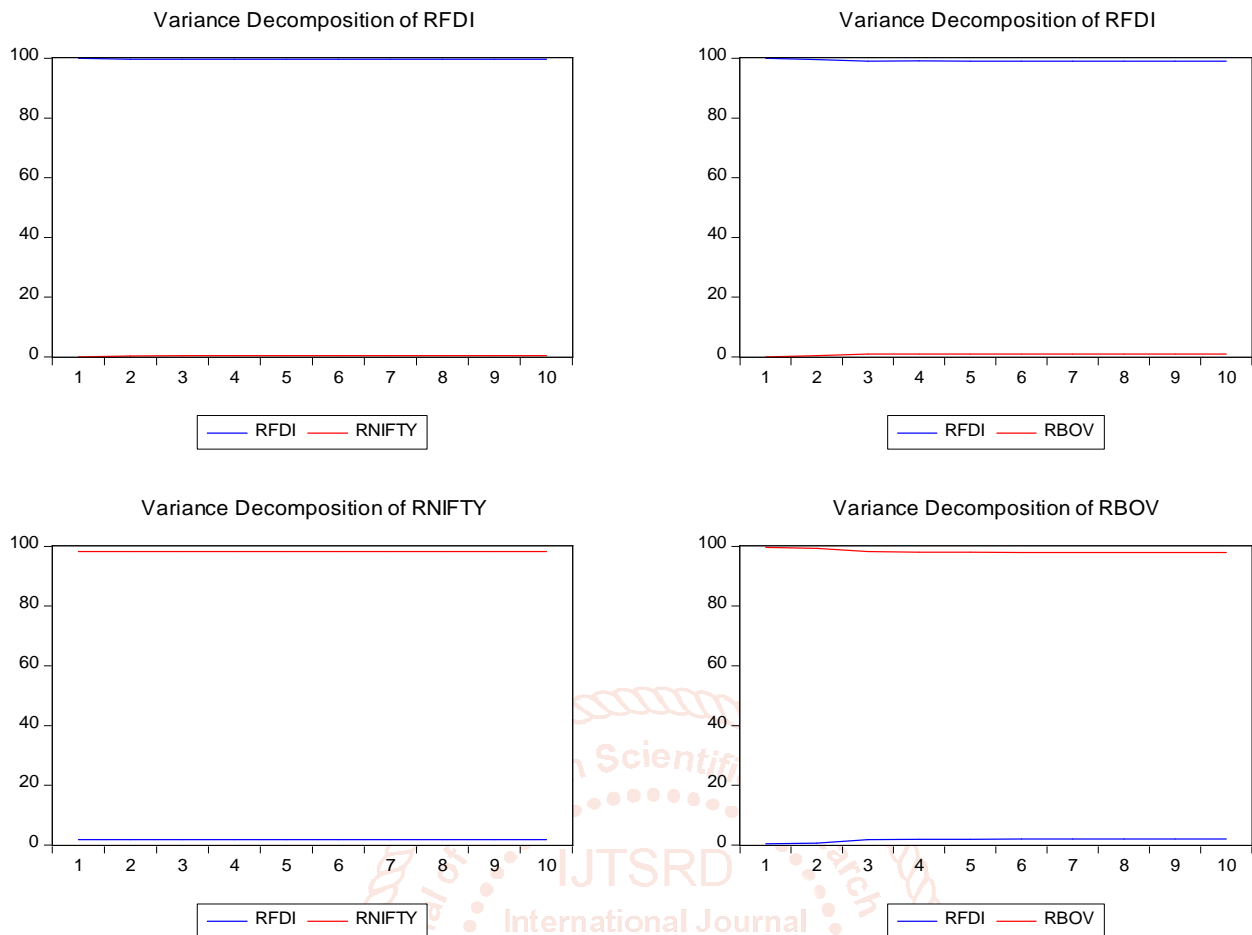 Variance Decomposition of RFDI
100
80
60
40
20
0
1 2 3 4 5 6 7 8 9 10
RFDI RNIFTY
Variance Decomposition of RFDI
100
80
60
40
20
0
1 2 3 4 5 6 7 8 9 10
RFDI RBOV
Variance Decomposition of RNIFTY
100
80
60
40
20
0
1 2 3 4 5 6 7 8 9 10
RFDI RNIFTY
Variance Decomposition of RBOV
100
80
60
40
20
0
1 2 3 4 5 6 7 8 9 10
RFDI RBOV
IJTSRD
International Journal